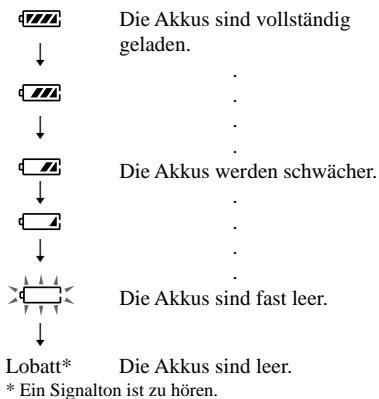 Die Akkus sind vollständig
geladen.
.
.
.
.
Die Akkus werden schwächer.
.
.
.
.
Die Akkus sind fast leer.
Lobatt* Die Akkus sind leer.
* Ein Signalton ist zu hören.